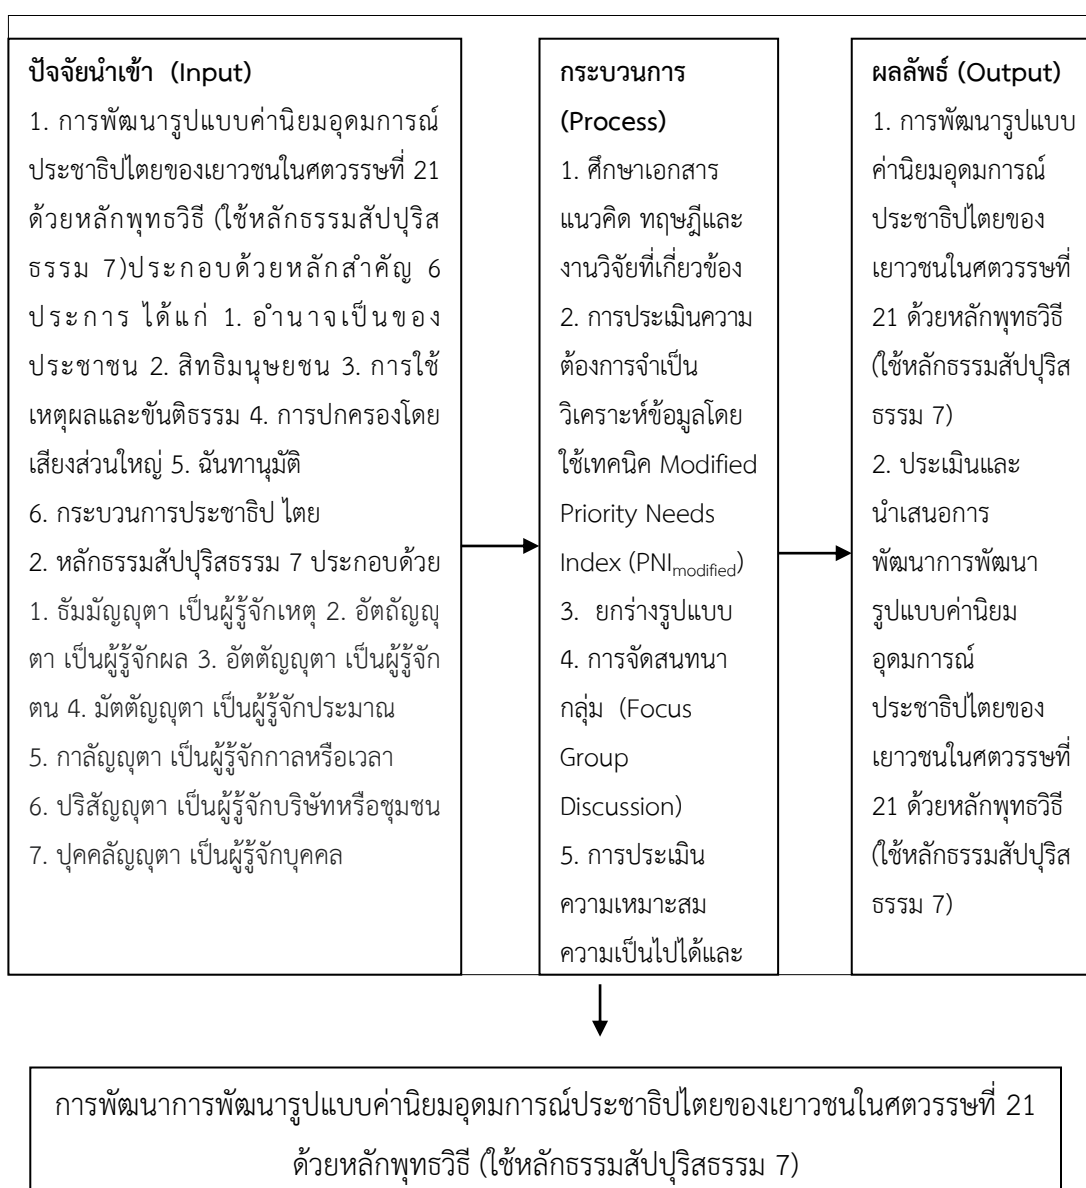 ปัจจัยนำเข้า (Input)
1. การพัฒนารูปแบบค่านิยมอุดมการณ์
ประชาธิปไตยของเยาวชนในศตวรรษที่ 21
ด้วยหลักพุทธวิธี (ใช้หลักธรรมสัปปุริส
ธรรม 7)ประกอบด้วยหลักสำคัญ 6
ประการ ได้แก่ 1. อำนาจเป็นของ
ประชาชน 2. สิทธิมนุษยชน 3. การใช้
เหตุผลและขันติธรรม 4. การปกครองโดย
เสียงส่วนใหญ่ 5. ฉันทานุมัติ
6. กระบวนการประชาธิป ไตย
2. หลักธรรมสัปปุริสธรรม 7 ประกอบด้วย
1. ธัมมัญญุตา เป็นผู้รู้จักเหตุ 2. อัตถัญญุ
ตา เป็นผู้รู้จักผล 3. อัตตัญญุตา เป็นผู้รู้จัก
ตน 4. มัตตัญญุตา เป็นผู้รู้จักประมาณ
5. กาลัญญุตา เป็นผู้รู้จักกาลหรือเวลา
6. ปริสัญญุตา เป็นผู้รู้จักบริษัทหรือชุมชน
7. ปุคคลัญญุตา เป็นผู้รู้จักบุคคล
กระบวนการ
(Process)
1. ศึกษาเอกสาร
แนวคิด ทฤษฎีและ
งานวิจัยที่เกี่ยวข้อง
2. การประเมินความ
ต้องการจำเป็น
วิเคราะห์ข้อมูลโดย
ใช้เทคนิค Modified
Priority Needs
Index (PNImodified)
3. ยกร่างรูปแบบ
4. การจัดสนทนา
กลุ่ม (Focus
Group
Discussion)
5. การประเมิน
ความเหมาะสม
ความเป็นไปได้และ
ผลลัพธ์ (Output)
1. การพัฒนารูปแบบ
ค่านิยมอุดมการณ์
ประชาธิปไตยของ
เยาวชนในศตวรรษที่
21 ด้วยหลักพุทธวิธี
(ใช้หลักธรรมสัปปุริส
ธรรม 7)
2. ประเมินและ
นำเสนอการ
พัฒนาการพัฒนา
รูปแบบค่านิยม
อุดมการณ์
ประชาธิปไตยของ
เยาวชนในศตวรรษที่
21 ด้วยหลักพุทธวิธี
(ใช้หลักธรรมสัปปุริส
ธรรม 7)
การพัฒนาการพัฒนารูปแบบค่านิยมอุดมการณ์ประชาธิปไตยของเยาวชนในศตวรรษที่ 21
ด้วยหลักพุทธวิธี (ใช้หลักธรรมสัปปุริสธรรม 7)